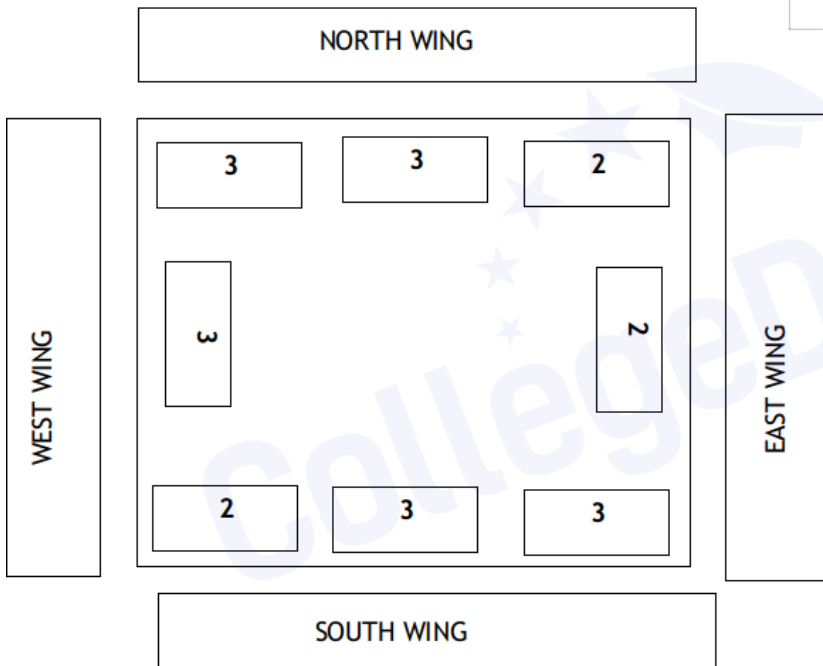 NORTH WING
3 3 2
WEST WING
3
2
EAST WING
2 3 3
SOUTH WING